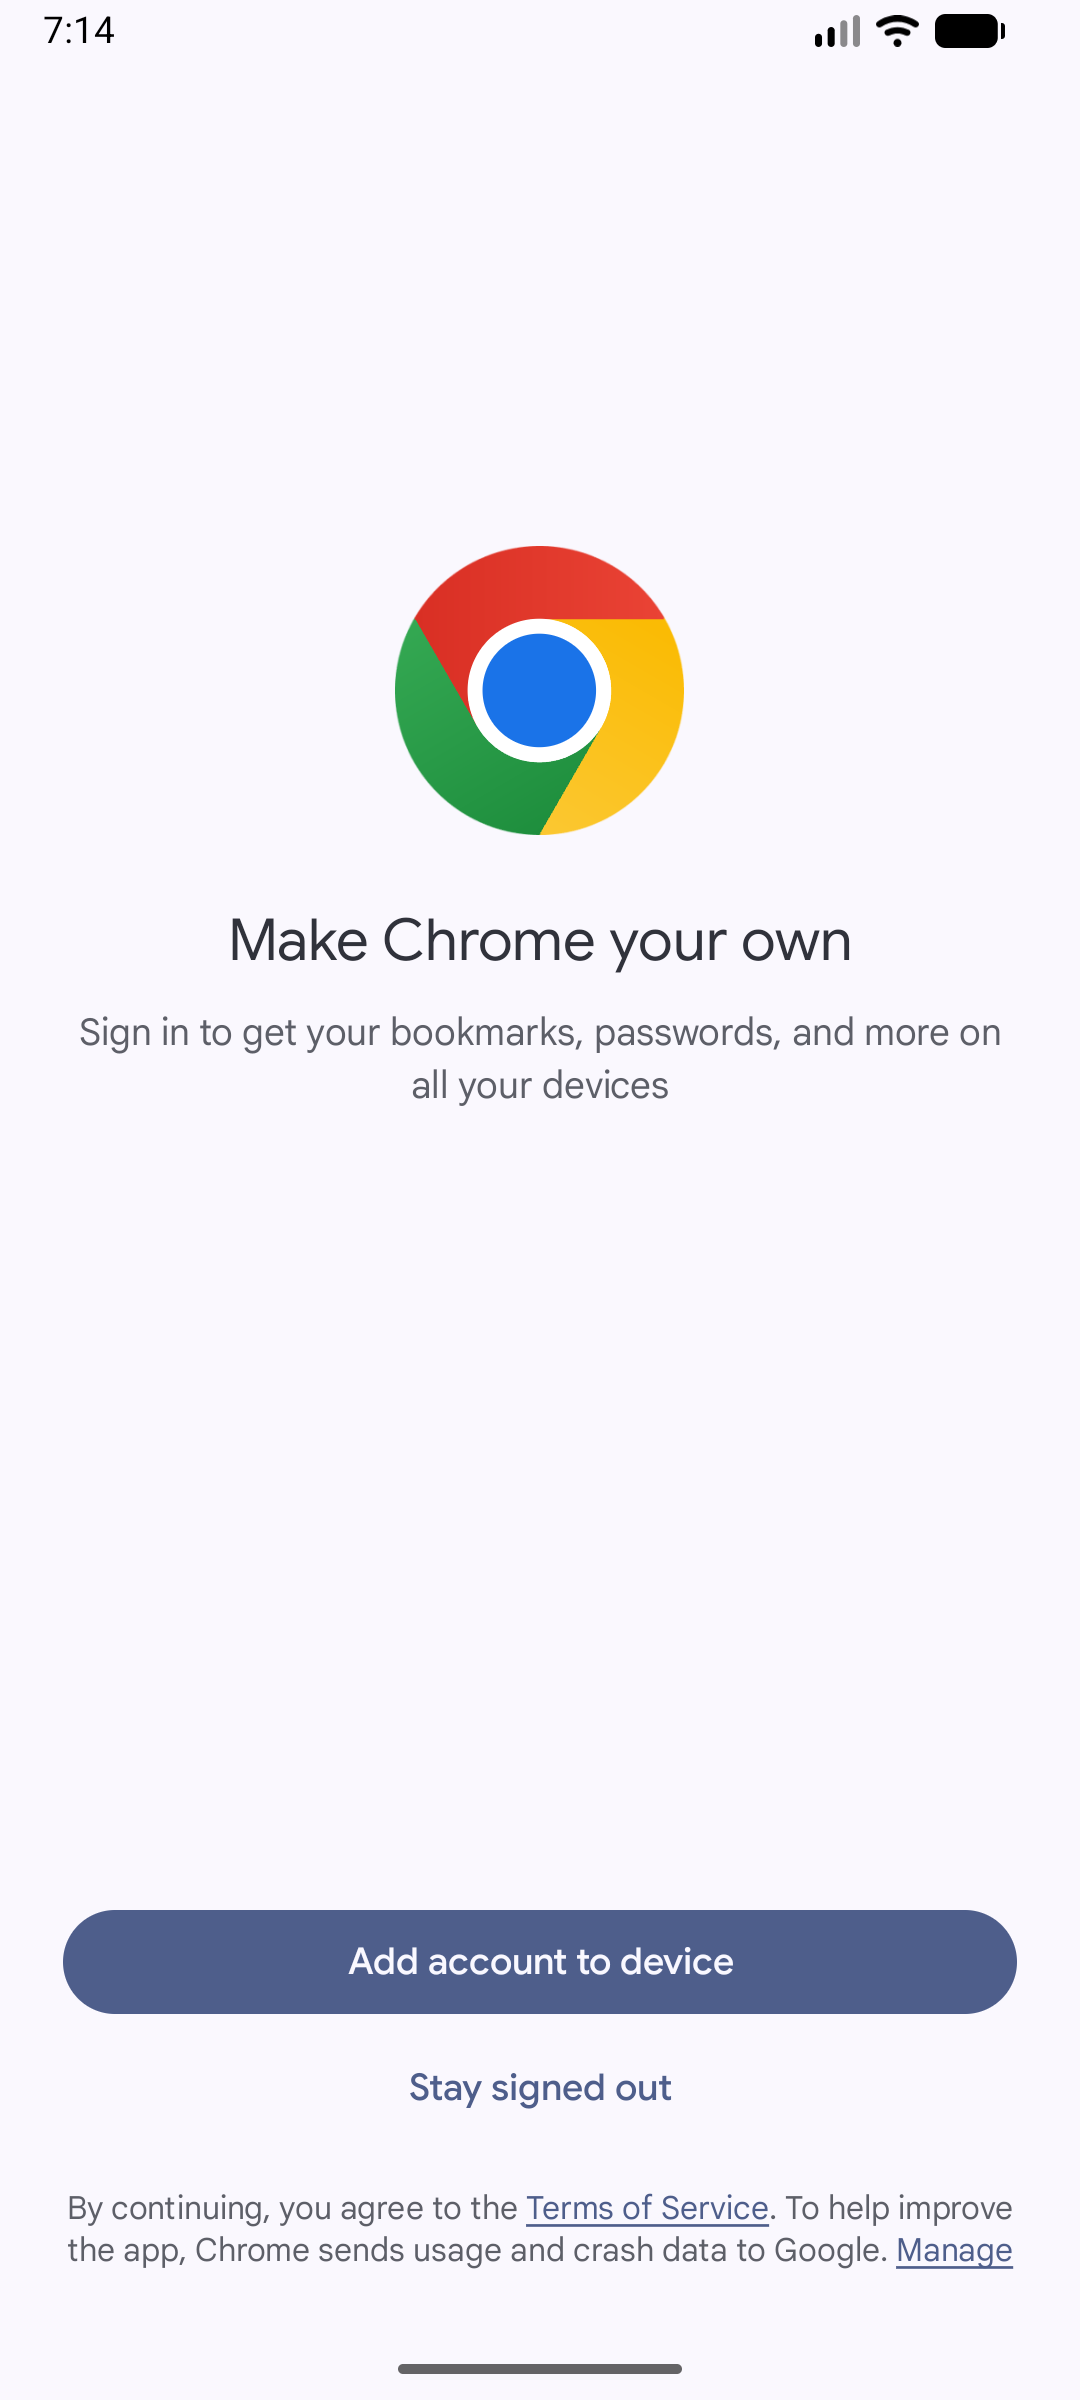 7:14
Make Chrome your own
Sign in to get your bookmarks, passwords, and more on
all your devices
Add account to device
Stay signed out
By continuing, you agree to the Terms of Service. To help improve
the app, Chrome sends usage and crash data to Google. Manage